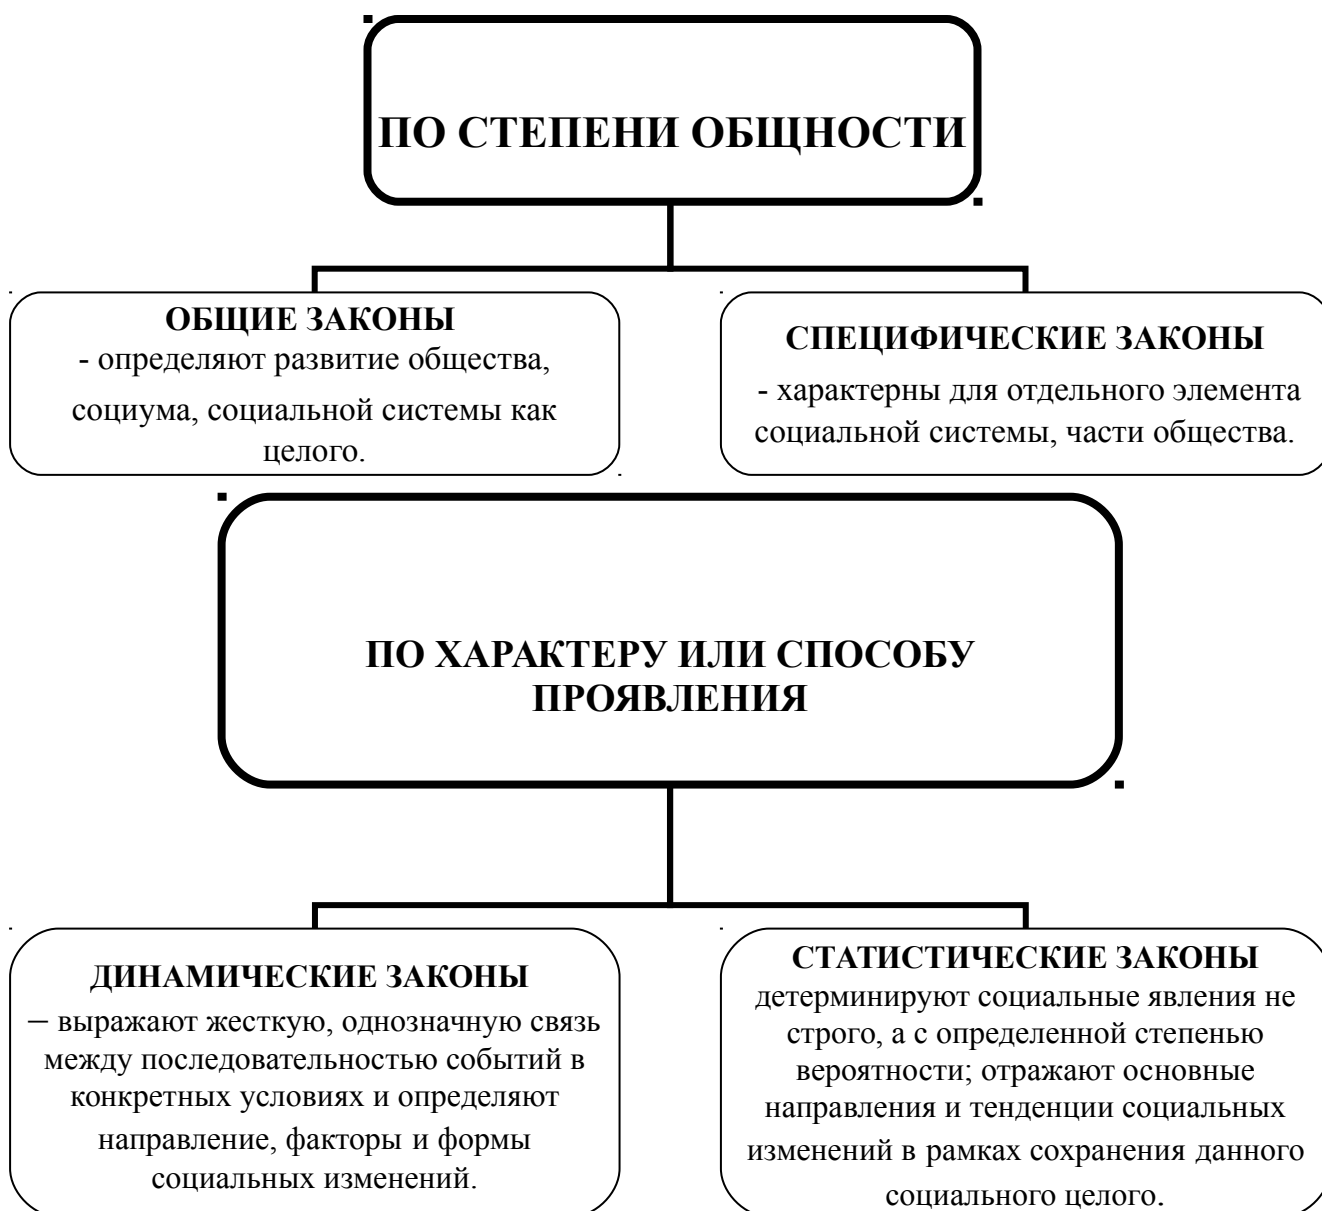 ПО СТЕПЕНИ ОБЩНОСТИ
ОБЩИЕ ЗАКОНЫ
- определяют развитие общества,
социума, социальной системы как
целого.
СПЕЦИФИЧЕСКИЕ ЗАКОНЫ
- характерны для отдельного элемента
социальной системы, части общества.
ПО ХАРАКТЕРУ ИЛИ СПОСОБУ
ПРОЯВЛЕНИЯ
ДИНАМИЧЕСКИЕ ЗАКОНЫ
– выражают жесткую, однозначную связь
между последовательностью событий в
конкретных условиях и определяют
направление, факторы и формы
социальных изменений.
СТАТИСТИЧЕСКИЕ ЗАКОНЫ
детерминируют социальные явления не
строго, а с определенной степенью
вероятности; отражают основные
направления и тенденции социальных
изменений в рамках сохранения данного
социального целого.